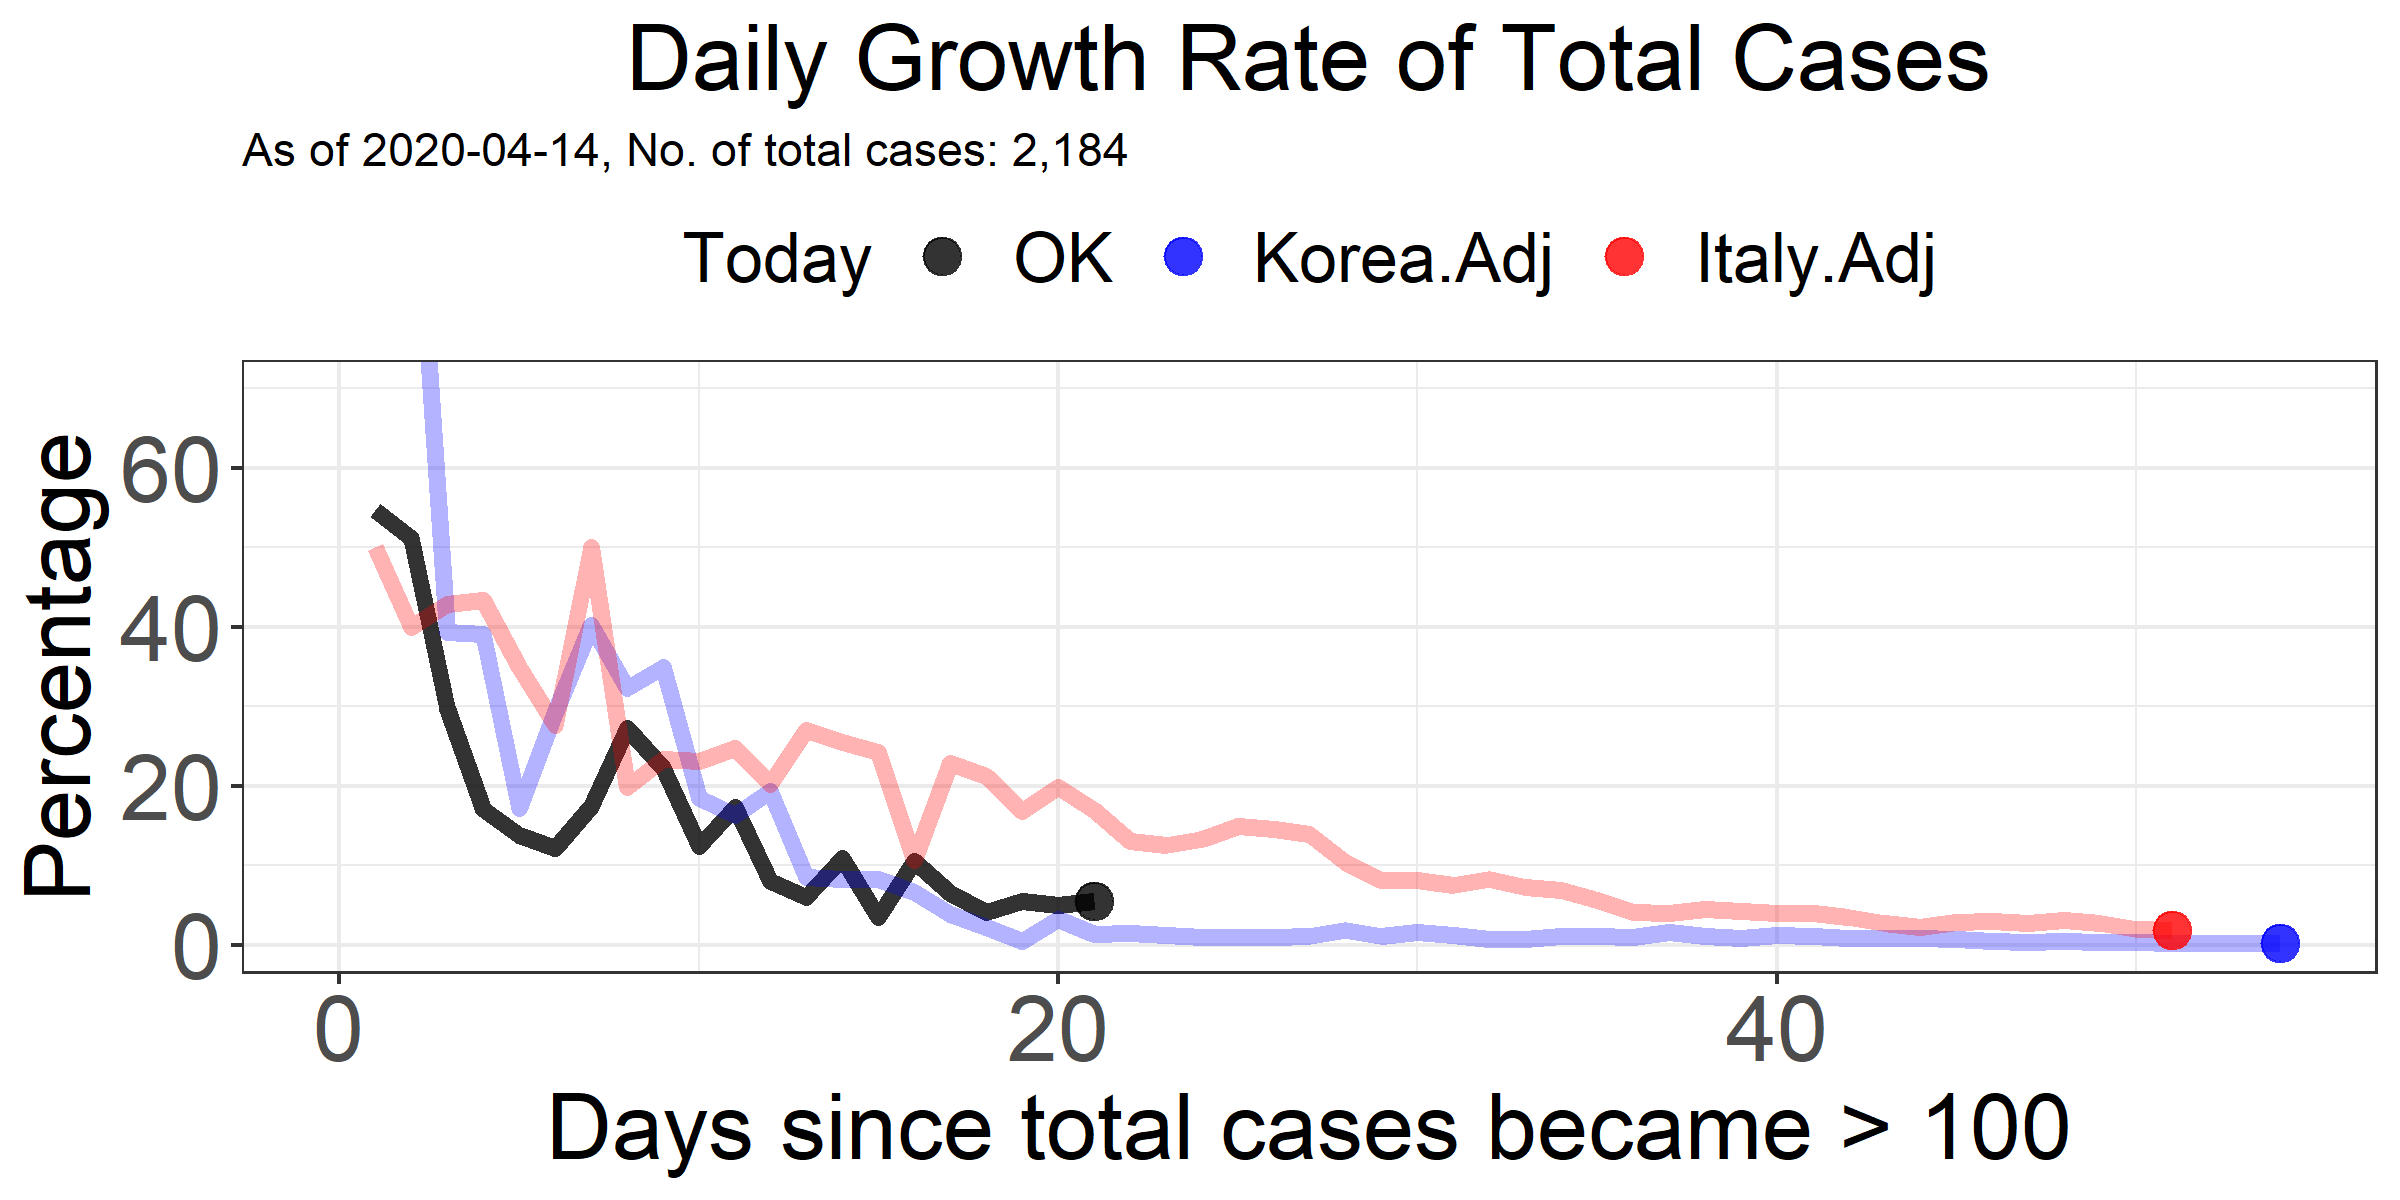 Daily Growth Rate of Total Cases
As of 2020-04-14, No. of total cases: 2,184
Today OK Korea.Adj Italy.Adj
Percentage
60
40
20
0
0 20 40
Days since total cases became > 100